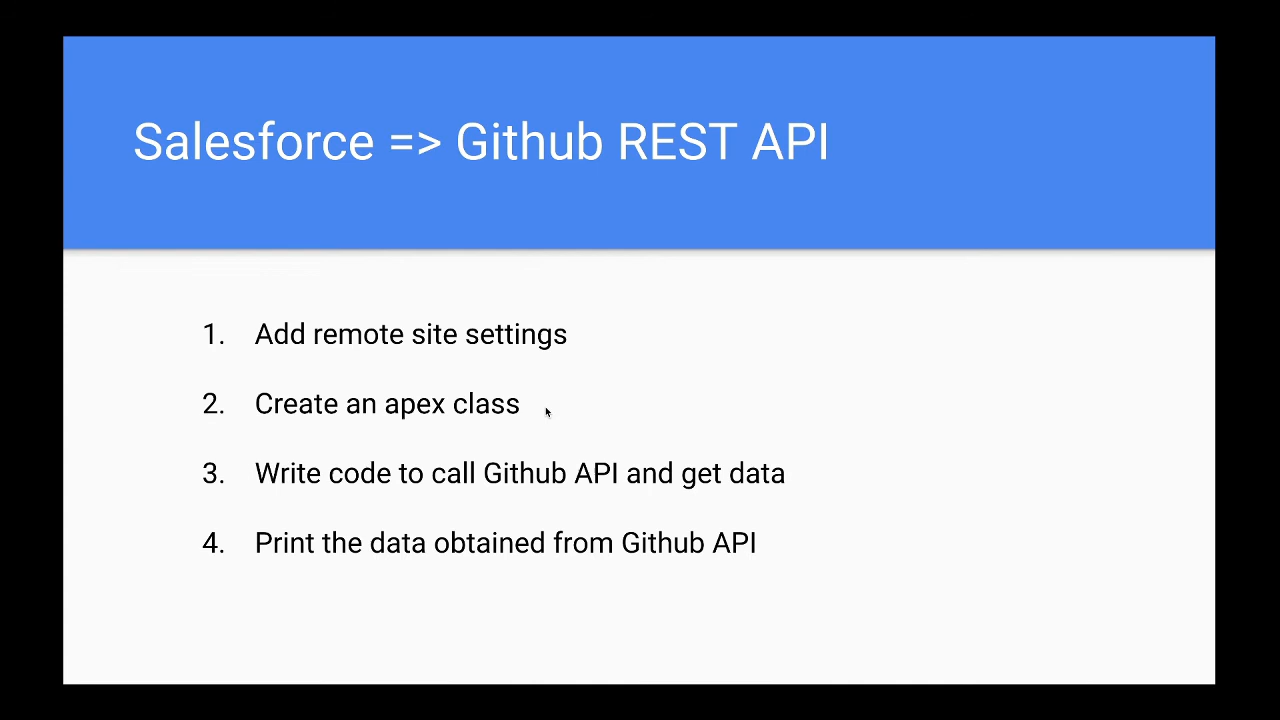 Salesforce => Github REST API
1. Add remote site settings
2. Create an apex class
3. Write code to call Github API and get data
4. Print the data obtained from Github API